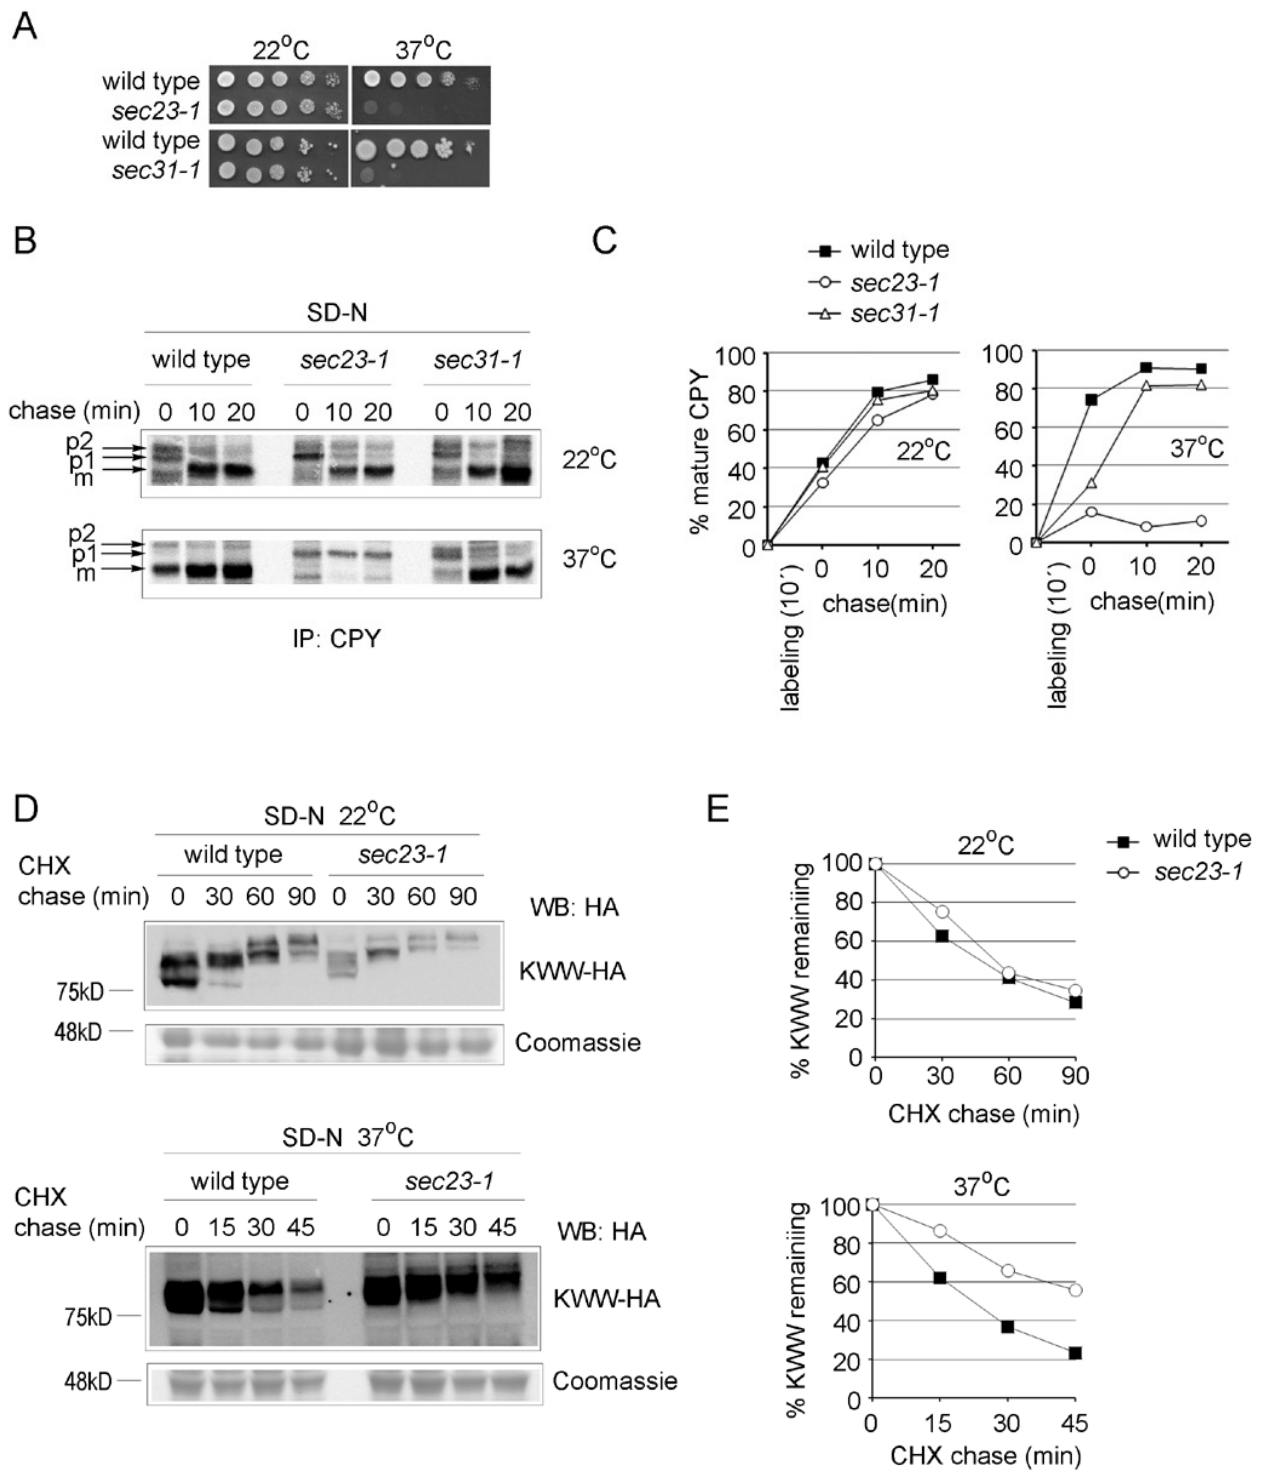 A
22°C 37°C
wild type
sec23-1
wild type
sec31-1
B
SD-N
wild type sec23-1 sec31-1
chase (min) 0 10 20 0 10 20 0 10 20
p2
p1
m
22°C
p2
p1
m
37°C
IP: CPY
C
wild type
sec23-1
sec31-1
% mature CPY
100
80
60
40
20
0
22°C
labeling (10´)
0 10 20
chase(min)
100
80
60
40
20
0
37°C
labeling (10´)
0 10 20
chase(min)
D
SD-N 22°C
wild type sec23-1
CHX
chase (min) 0 30 60 90 0 30 60 90
WB: HA
KWW-HA
75kD
48kD
Coomassie
SD-N 37°C
wild type sec23-1
CHX
chase (min) 0 15 30 45 0 15 30 45
WB: HA
KWW-HA
75kD
48kD
Coomassie
E
wild type
sec23-1
22°C
% KWW remainiing
100
80
60
40
20
0
0 30 60 90
CHX chase (min)
37°C
% KWW remainiing
100
80
60
40
20
0
0 15 30 45
CHX chase (min)